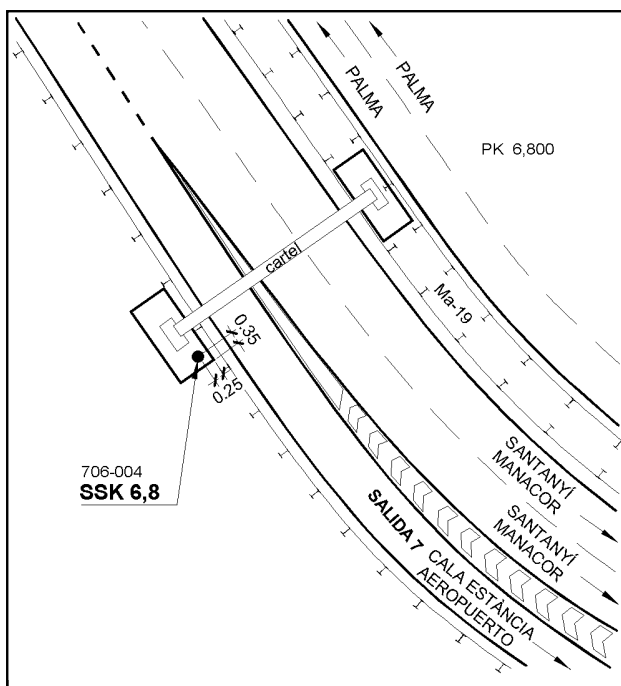 PALMA
PALMA
PK 6,800
cartel
Ma-19
0.35
0.25
706-004
SSK 6,8
SANTANYÍ
MANACOR
SANTANYÍ
MANACOR
SALIDA 7 CALA ESTÀNCIA
AEROPUERTO